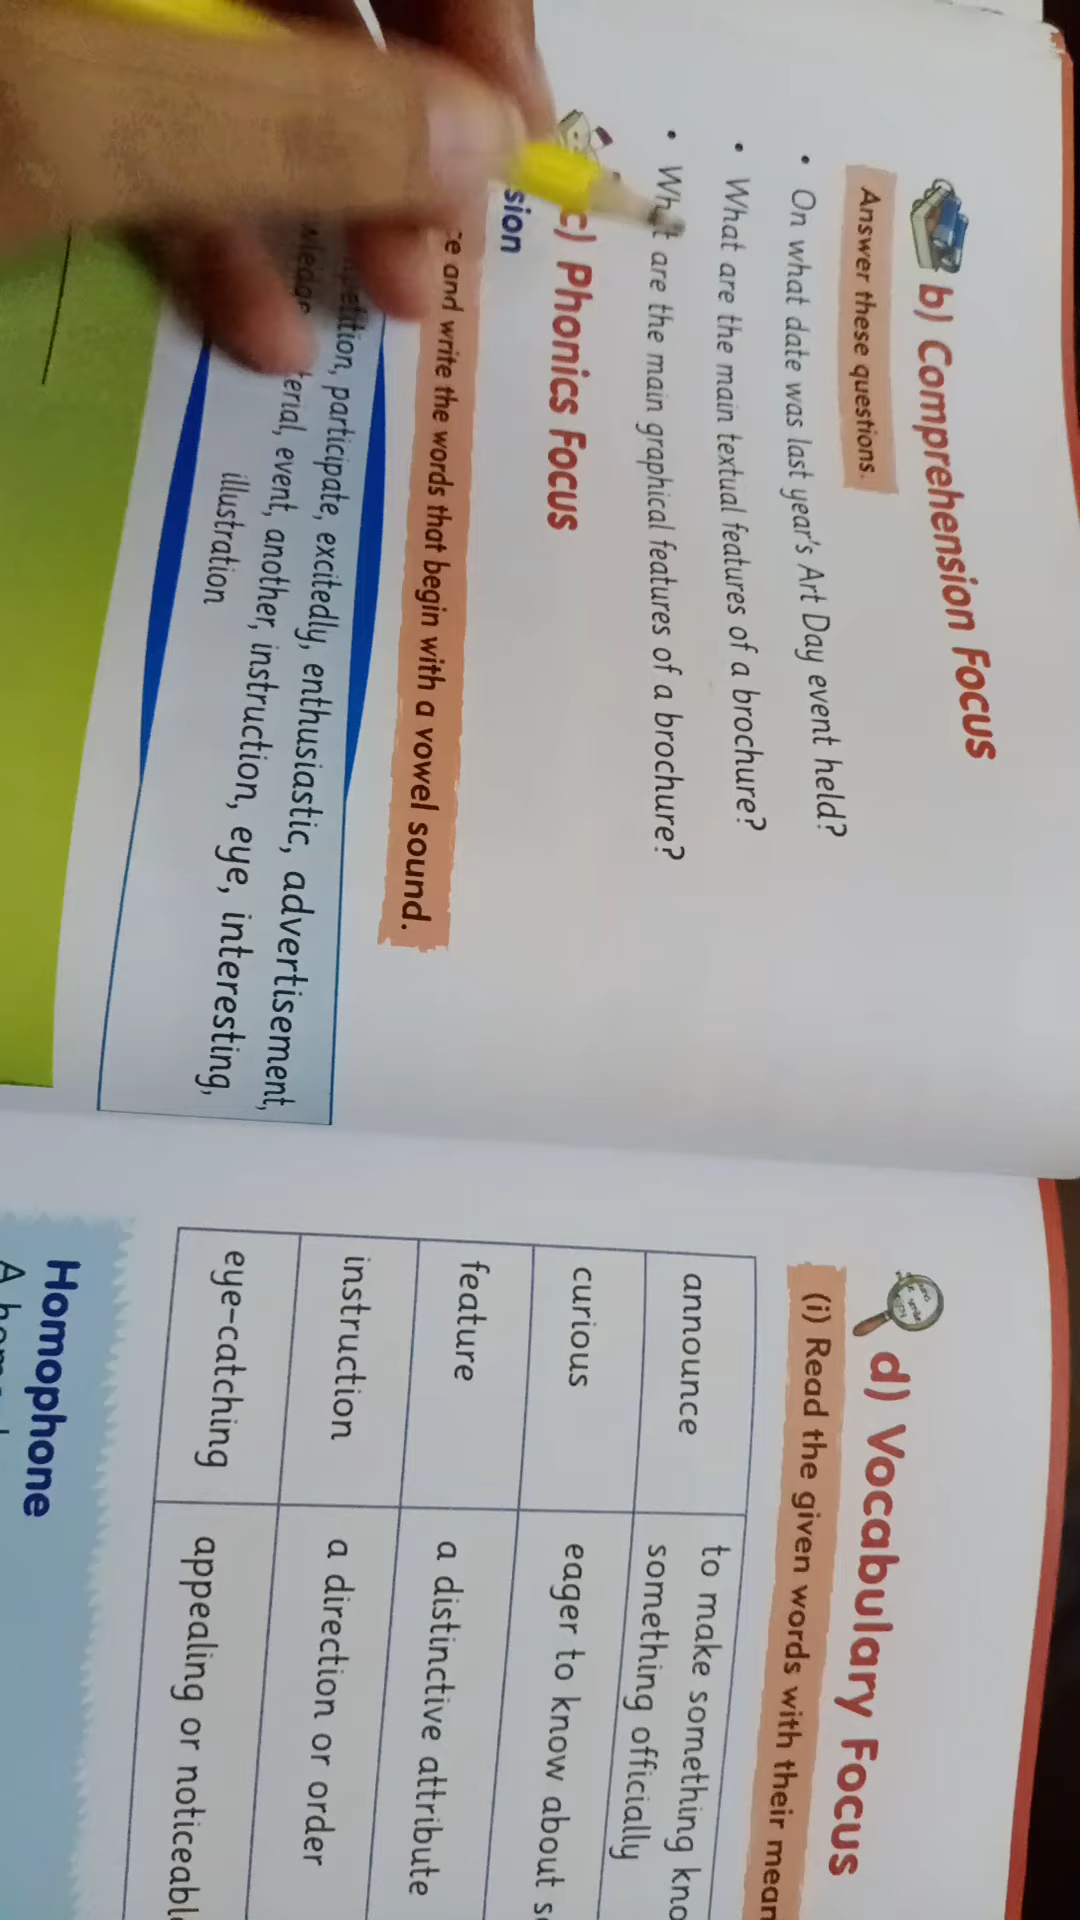 b) Comprehension Focus
Answer these questions.
• On what date was last year's Art Day event held?
• What are the main textual features of a brochure?
• What are the main graphical features of a brochure?
c) Phonics Focus
and write the words that begin with a vowel sound.
participate, excitedly, enthusiastic, advertisement,
event, another, instruction, eye, interesting,
illustration
d) Vocabulary Focus
(i) Read the given words with their
announce
to make something
something officially
curious
eager to know about
feature
a distinctive attribute
instruction
a direction or order
eye-catching
appealing or
Homophone
A